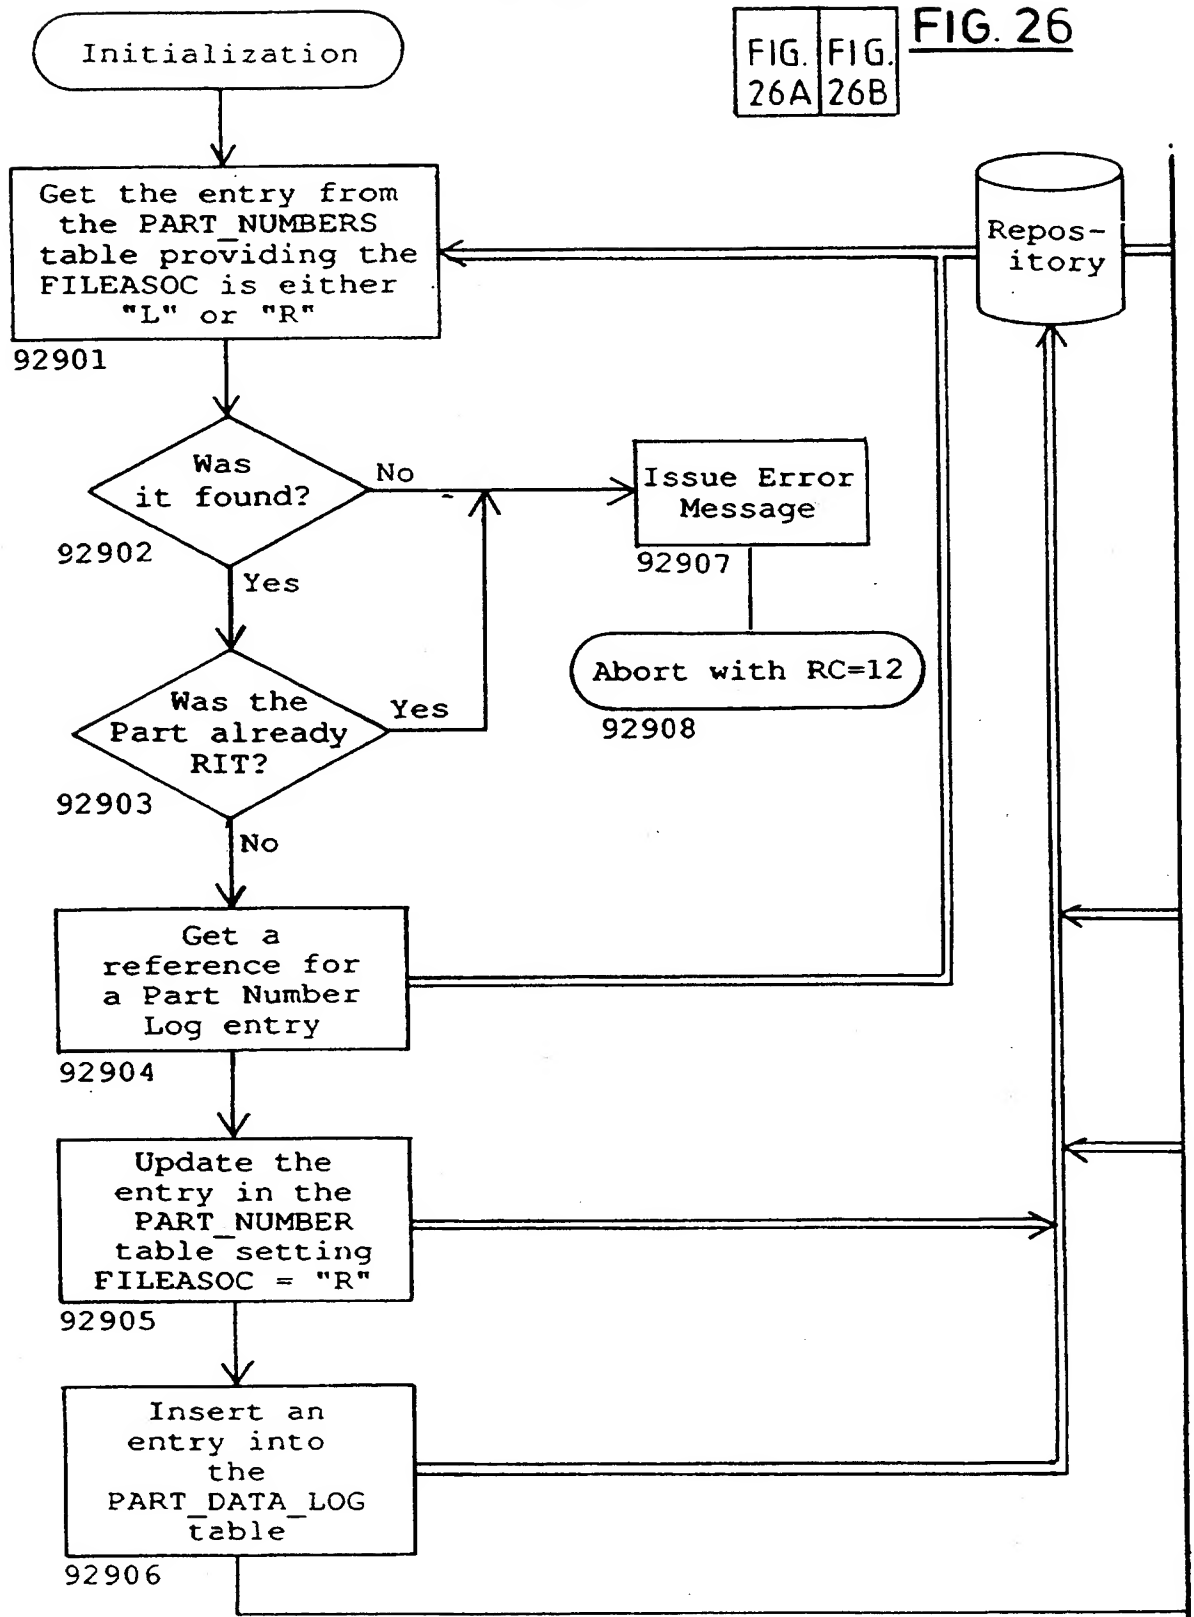 FIG. 26
FIG. 26A
FIG. 26B
Initialization
Get the entry from
the PART_NUMBERS
table providing the
FILEASOC is either
"L" or "R"
92901
Repos-
itory
Was
it found?
No
92902
Yes
Issue Error
Message
92907
Abort with RC=12
92908
Was the
Part already
RIT?
Yes
92903
No
Get a
reference for
a Part Number
Log entry
92904
Update the
entry in the
PART_NUMBER
table setting
FILEASOC = "R"
92905
Insert an
entry into
the
PART_DATA_LOG
table
92906